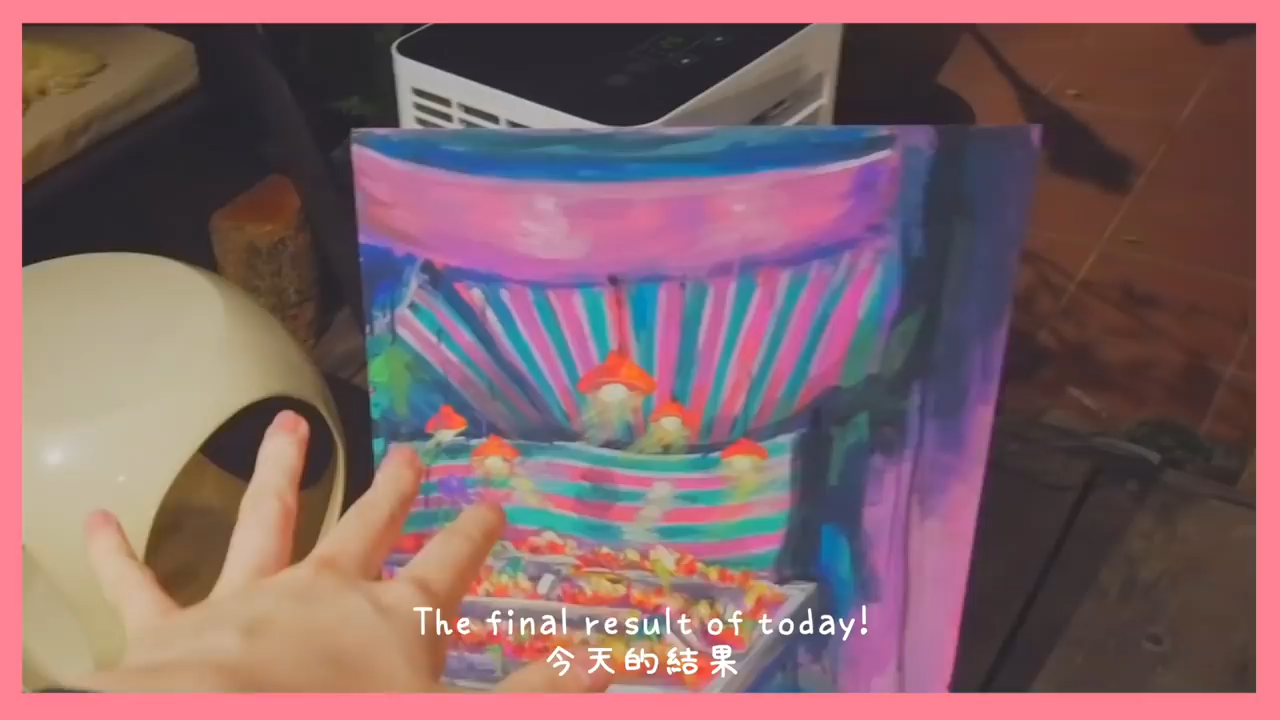 The final result of today!
今天的結果